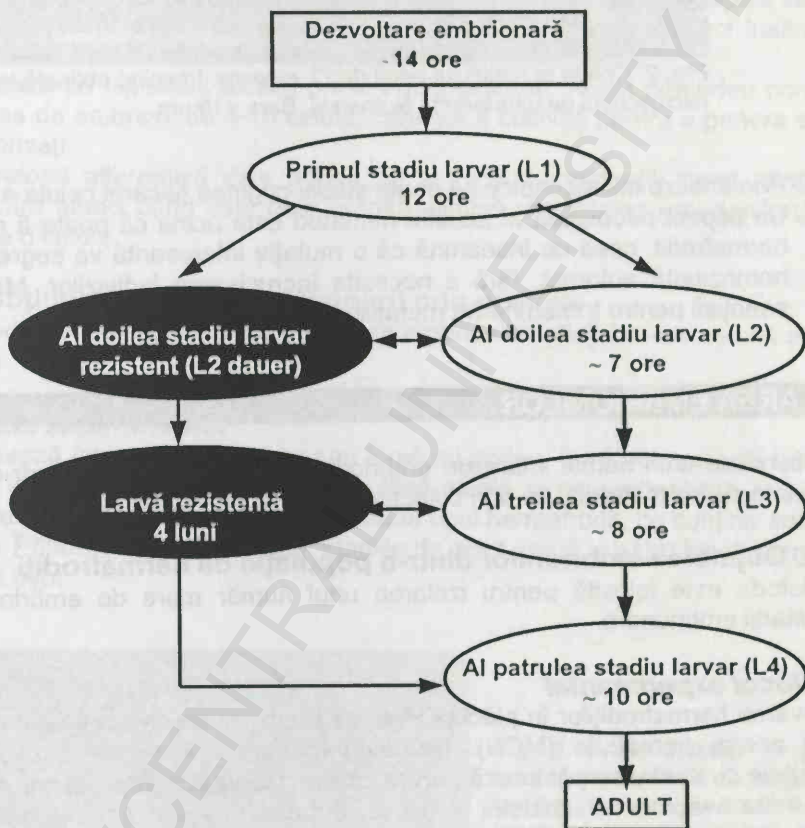 Dezvoltare embrionară
~ 14 ore
Primul stadiu larvar (L1)
12 ore
Al doilea stadiu larvar
rezistent (L2 dauer)
Al doilea stadiu larvar (L2)
~ 7 ore
Larvă rezistentă
4 luni
Al treilea stadiu larvar (L3)
~ 8 ore
Al patrulea stadiu larvar (L4)
~ 10 ore
ADULT
CENTRAL UNIVERSITY